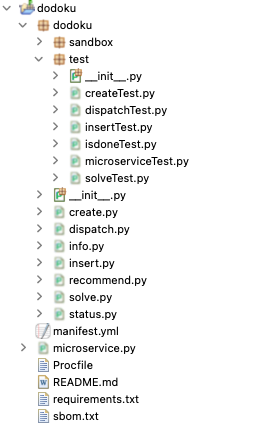 dodoku
dodoku
sandbox
test
__init__.py
createTest.py
dispatchTest.py
insertTest.py
isdoneTest.py
microserviceTest.py
solveTest.py
__init__.py
create.py
dispatch.py
info.py
insert.py
recommend.py
solve.py
status.py
manifest.yml
microservice.py
Procfile
README.md
requirements.txt
sbom.txt